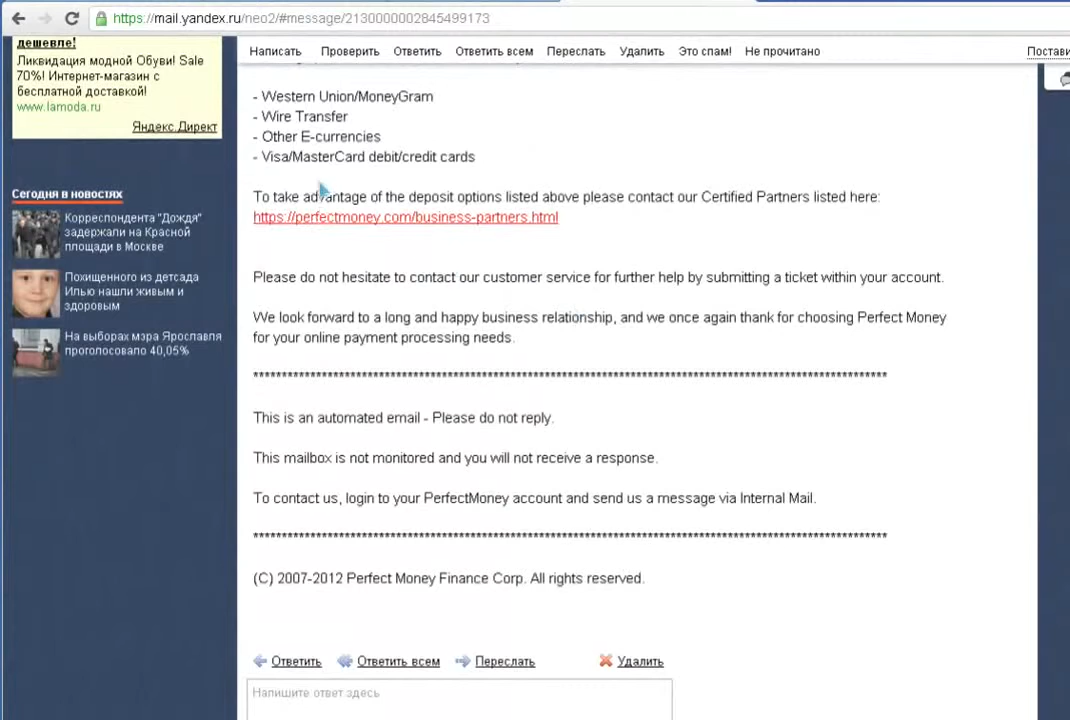 https://mail.yandex.ru/neo2/#message/2130000002845499173
дешевле!
Ликвидация модной Обуви! Sale
70%! Интернет-магазин с
бесплатной доставкой!
www.lamoda.ru
Яндекс.Директ
Сегодня в новостях
Корреспондента "Дождя"
задержали на Красной
площади в Москве
Похищенного из детсада
Илью нашли живым и
здоровым
На выборах мэра Ярославля
проголосовало 40,05%
Написать Проверить Ответить Ответить всем Переслать Удалить Это спам! Не прочитано Постави
- Western Union/MoneyGram
- Wire Transfer
- Other E-currencies
- Visa/MasterCard debit/credit cards
To take advantage of the deposit options listed above please contact our Certified Partners listed here:
https://perfectmoney.com/business-partners.html
Please do not hesitate to contact our customer service for further help by submitting a ticket within your account.
We look forward to a long and happy business relationship, and we once again thank for choosing Perfect Money
for your online payment processing needs.
This is an automated email - Please do not reply.
This mailbox is not monitored and you will not receive a response.
To contact us, login to your PerfectMoney account and send us a message via Internal Mail.
(C) 2007-2012 Perfect Money Finance Corp. All rights reserved.
Ответить Ответить всем Переслать Удалить
Напишите ответ здесь